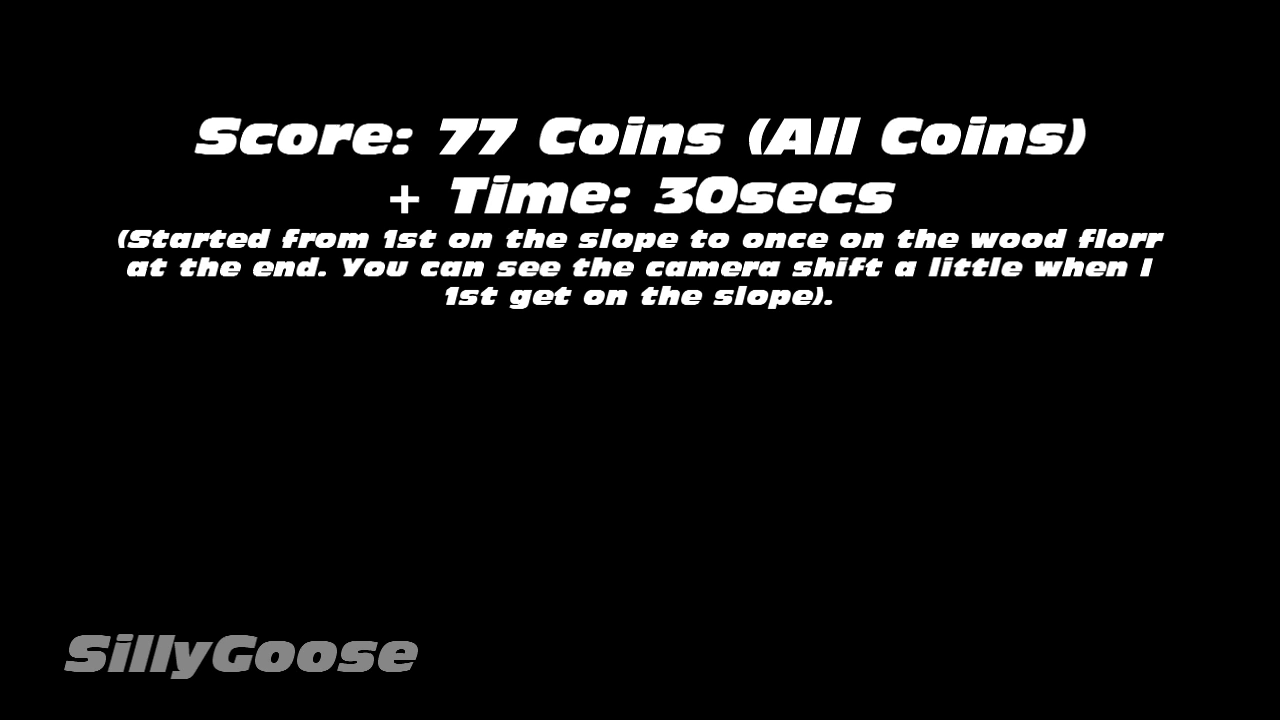 Score: 77 Coins (All Coins)
+ Time: 30secs
(Started from 1st on the slope to once on the wood florr
at the end. You can see the camera shift a little when I
1st get on the slope).
SillyGoose